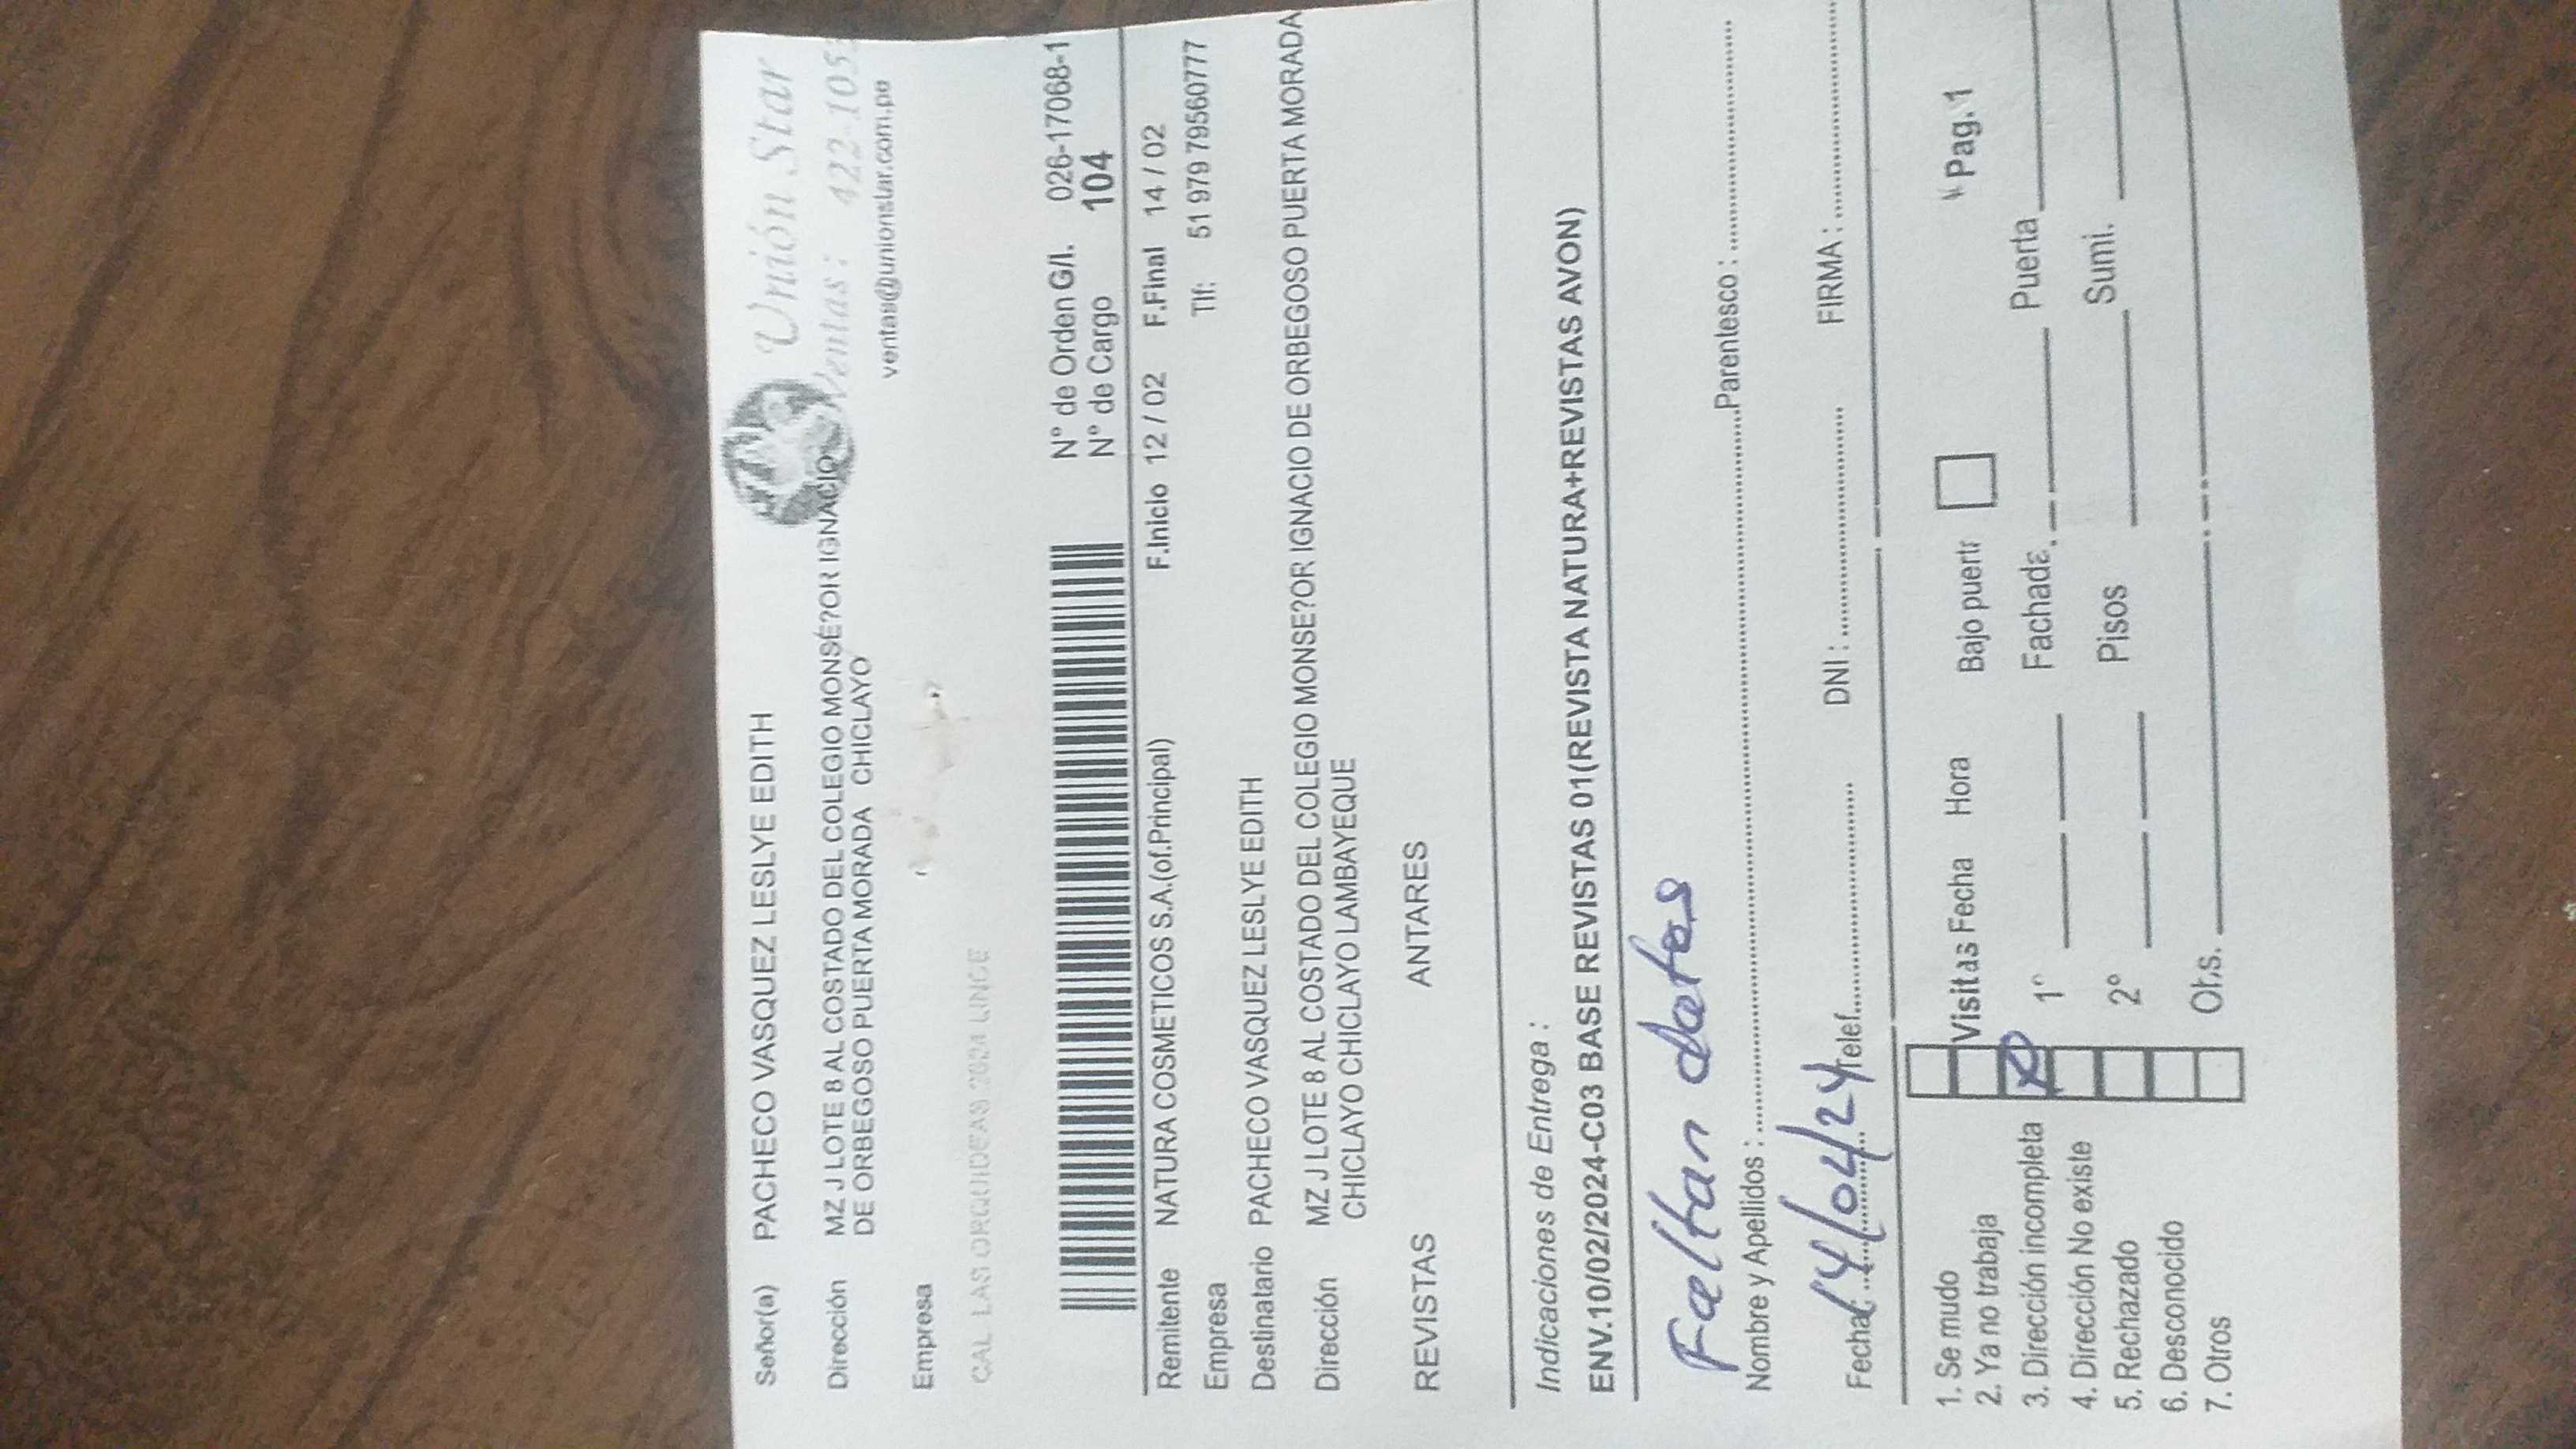 Señor(a) PACHECO VASQUEZ LESLYE EDITH
Unión Star
Ventas : 422-105
ventas@unionstar.com.pe
Dirección MZ J LOTE 8 AL COSTADO DEL COLEGIO MONSE?OR IGNACIO
DE ORBEGOSO PUERTA MORADA CHICLAYO
Empresa
CAL LAS ORQUIDEAS 2624 LINCE
N° de Orden G/I. 026-17068-1
N° de Cargo 104
Remitente NATURA COSMETICOS S.A.(of.Principal) F.Inicio 12 / 02 F.Final 14 / 02
Empresa Tlf: 51 979 79560777
Destinatario PACHECO VASQUEZ LESLYE EDITH
Dirección MZ J LOTE 8 AL COSTADO DEL COLEGIO MONSE?OR IGNACIO DE ORBEGOSO PUERTA MORADA
CHICLAYO CHICLAYO LAMBAYEQUE
REVISTAS ANTARES
Indicaciones de Entrega :
ENV.10/02/2024-C03 BASE REVISTAS 01(REVISTA NATURA+REVISTAS AVON)
Faltan datos
Nombre y Apellidos : Parentesco :
Fecha: 14/04/24 Telef. DNI : FIRMA :
1. Se mudo
2. Ya no trabaja
3. Dirección incompleta
4. Dirección No existe
5. Rechazado
6. Desconocido
7. Otros
Visitas Fecha Hora Bajo puert Pag. 1
1° Fachada Puerta
2° Pisos Sumi.
Obs.